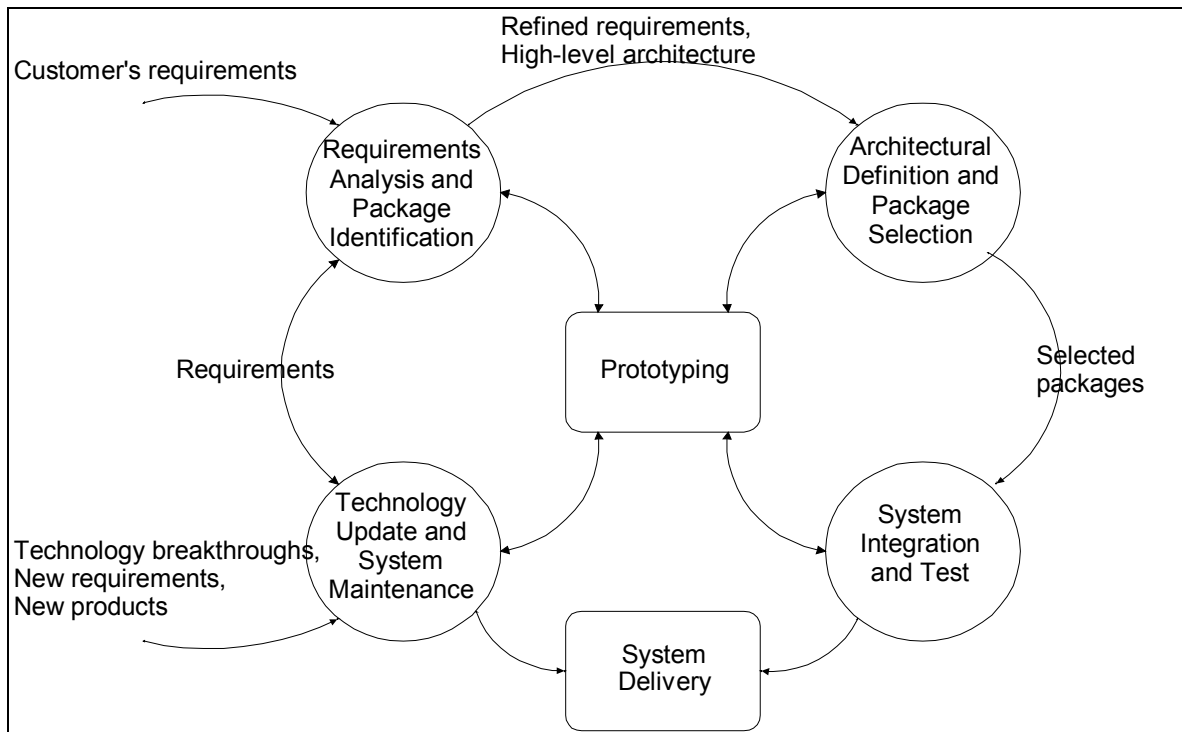 Refined requirements,
High-level architecture
Customer's requirements
Requirements
Analysis and
Package
Identification
Architectural
Definition and
Package
Selection
Prototyping
Requirements
Selected
packages
Technology
Update and
System
Maintenance
System
Integration
and Test
Technology breakthroughs,
New requirements,
New products
System
Delivery